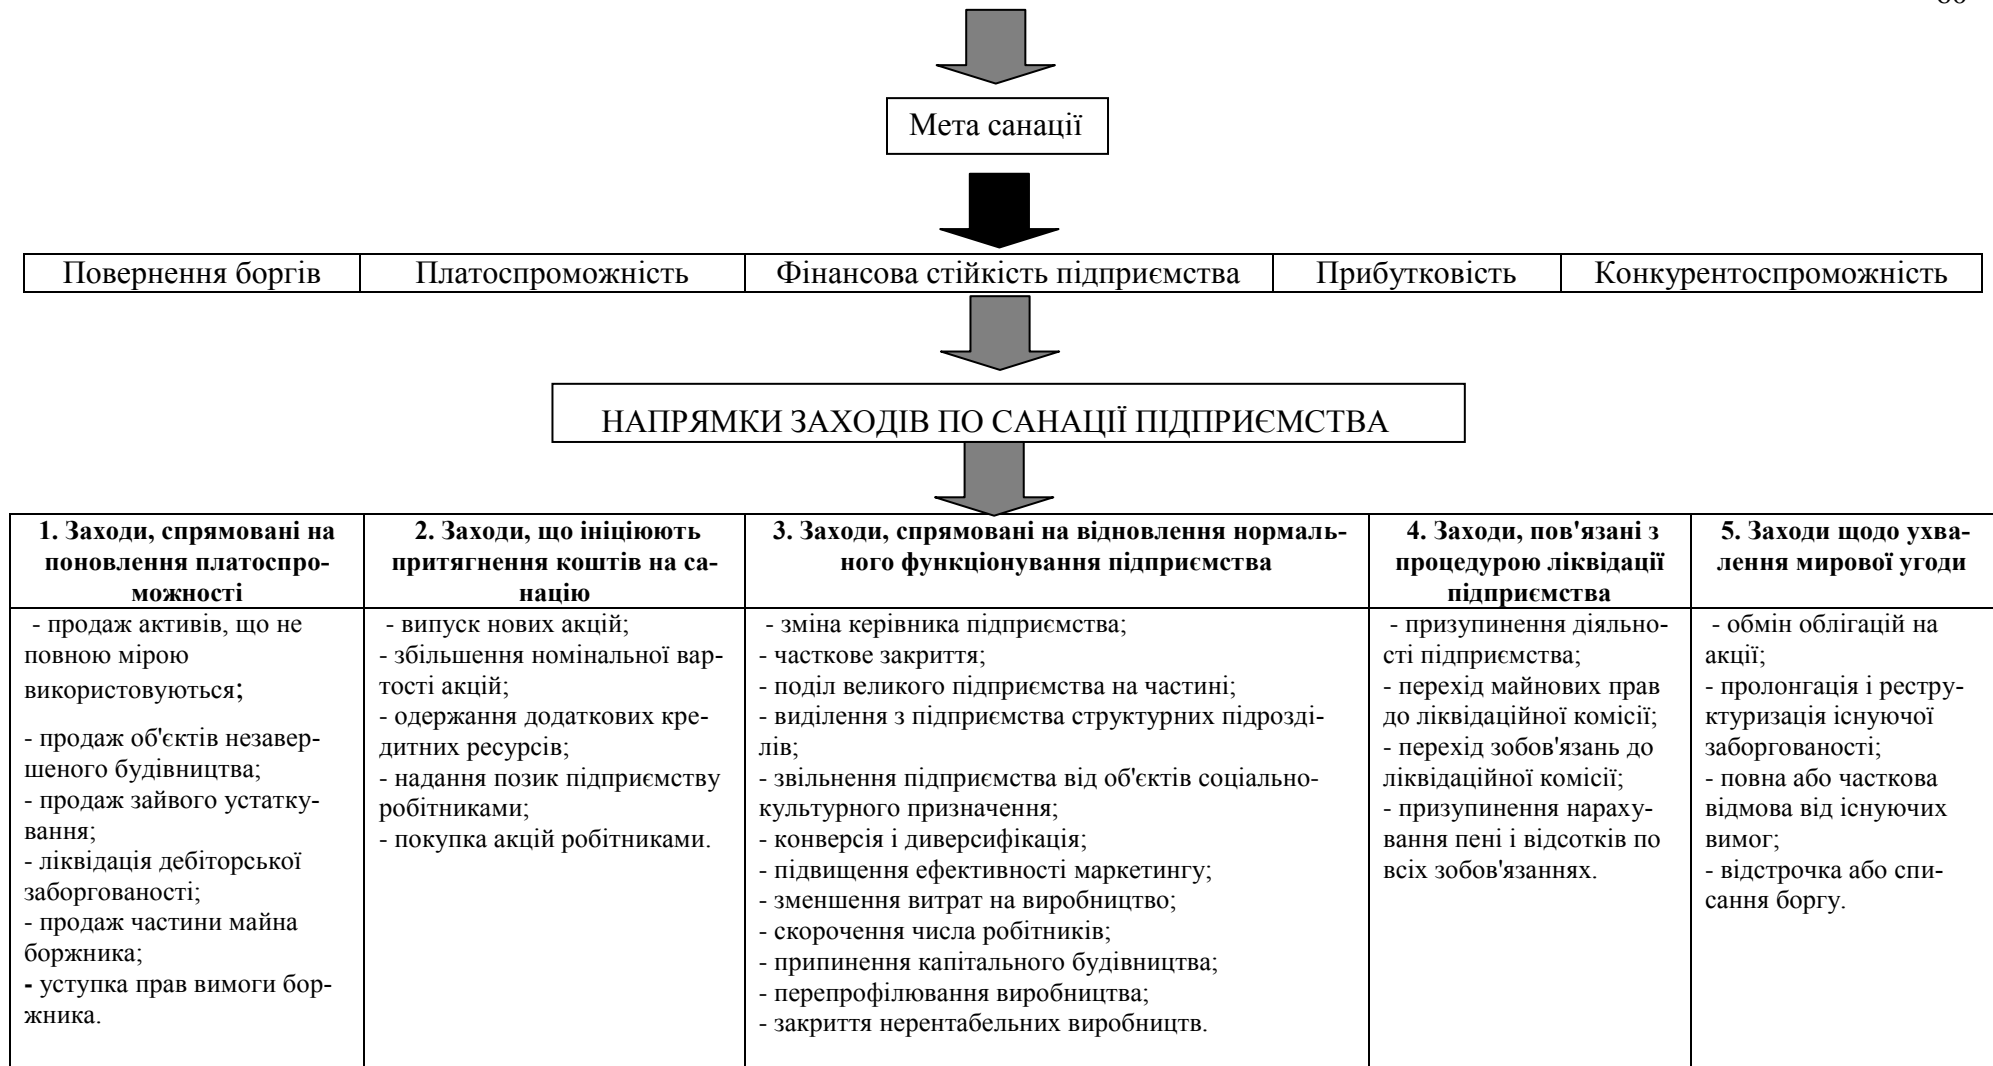 Мета санації
Повернення боргів
Платоспроможність
Фінансова стійкість підприємства
Прибутковість
Конкурентоспроможність
НАПРЯМКИ ЗАХОДІВ ПО САНАЦІЇ ПІДПРИЄМСТВА
1. Заходи, спрямовані на
поновлення платоспро-
можності
- продаж активів, що не
повною мірою
використовуються;
- продаж об'єктів незавер-
шеного будівництва;
- продаж зайвого устатку-
вання;
- ліквідація дебіторської
заборгованості;
- продаж частини майна
боржника;
- уступка прав вимоги бор-
жника.
2. Заходи, що ініціюють
притягнення коштів на са-
націю
- випуск нових акцій;
- збільшення номінальної вар-
тості акцій;
- одержання додаткових кре-
дитних ресурсів;
- надання позик підприємству
робітниками;
- покупка акцій робітниками.
3. Заходи, спрямовані на відновлення нормаль-
ного функціонування підприємства
- зміна керівника підприємства;
- часткове закриття;
- поділ великого підприємства на частині;
- виділення з підприємства структурних підрозді-
лів;
- звільнення підприємства від об'єктів соціально-
культурного призначення;
- конверсія і диверсифікація;
- підвищення ефективності маркетингу;
- зменшення витрат на виробництво;
- скорочення числа робітників;
- припинення капітального будівництва;
- перепрофілювання виробництва;
- закриття нерентабельних виробництв.
4. Заходи, пов'язані з
процедурою ліквідації
підприємства
- призупинення діяльно-
сті підприємства;
- перехід майнових прав
до ліквідаційної комісії;
- перехід зобов'язань до
ліквідаційної комісії;
- призупинення нараху-
вання пені і відсотків по
всіх зобов'язаннях.
5. Заходи щодо ухва-
лення мирової угоди
- обмін облігацій на
акції;
- пролонгація і рестру-
ктуризація існуючої
заборгованості;
- повна або часткова
відмова від існуючих
вимог;
- відстрочка або спи-
сання боргу.